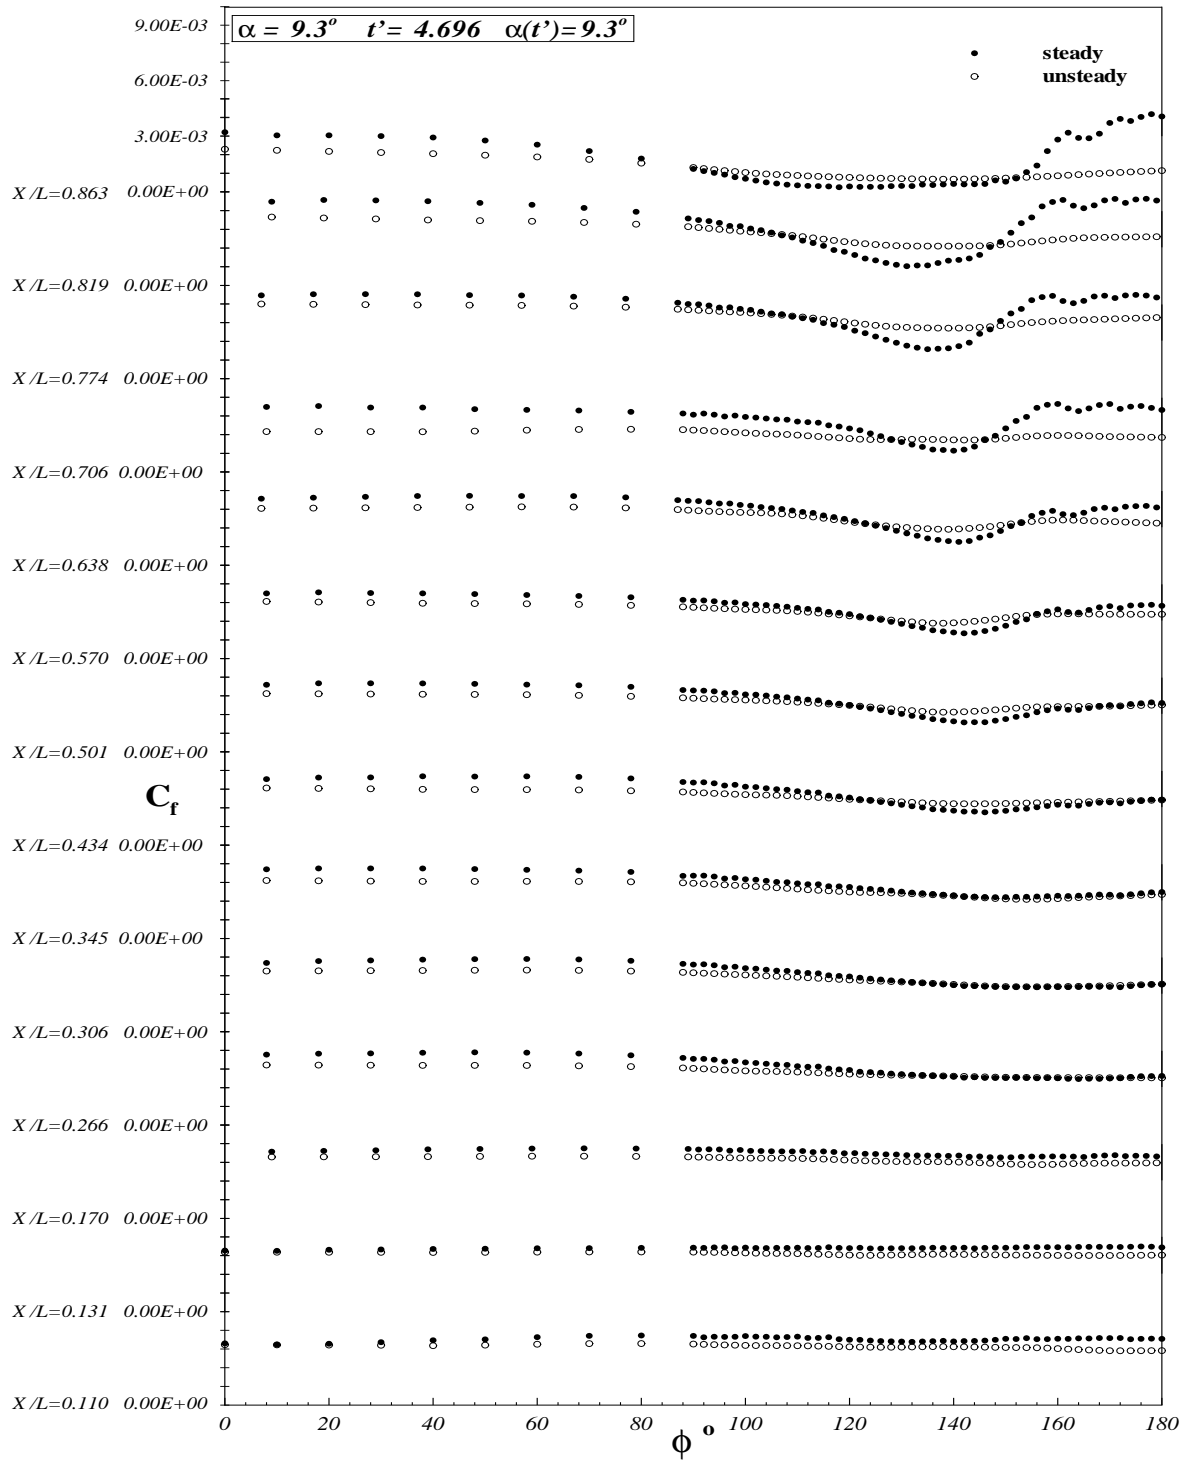 9.00E-03
α = 9.3° t'= 4.696 α(t')=9.3°
steady
unsteady
6.00E-03
3.00E-03
X/L=0.863 0.00E+00
X/L=0.819 0.00E+00
X/L=0.774 0.00E+00
X/L=0.706 0.00E+00
X/L=0.638 0.00E+00
X/L=0.570 0.00E+00
X/L=0.501 0.00E+00
C_f
X/L=0.434 0.00E+00
X/L=0.345 0.00E+00
X/L=0.306 0.00E+00
X/L=0.266 0.00E+00
X/L=0.170 0.00E+00
X/L=0.131 0.00E+00
X/L=0.110 0.00E+00
0 20 40 60 80 100 120 140 160 180
ϕ °